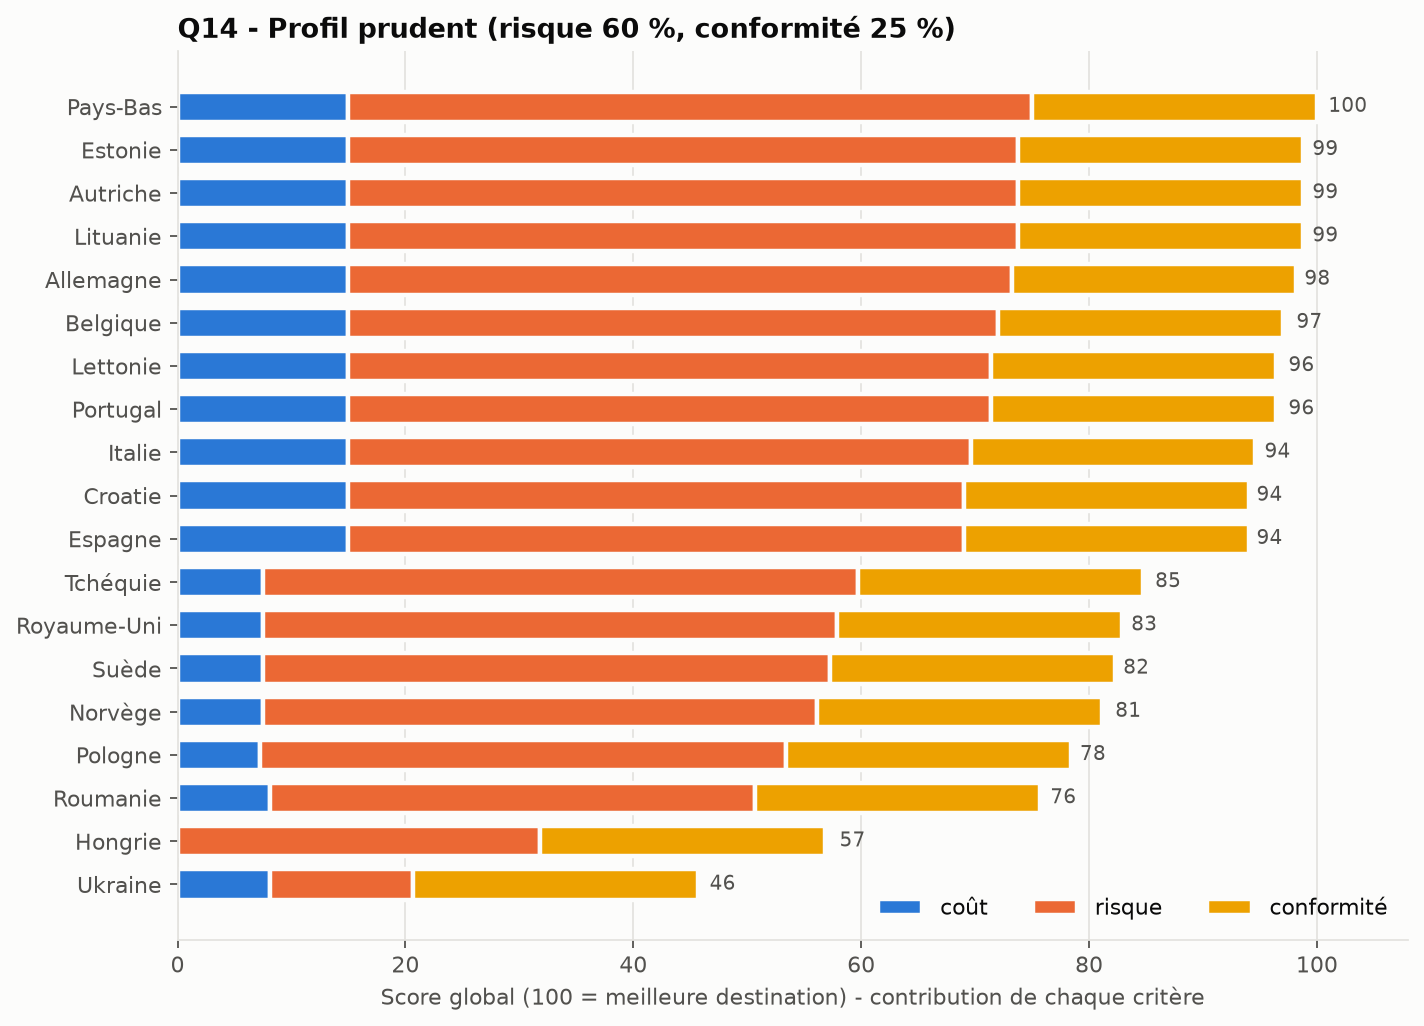 Q14 - Profil prudent (risque 60 %, conformité 25 %)
Pays-Bas 100
Estonie 99
Autriche 99
Lituanie 99
Allemagne 98
Belgique 97
Lettonie 96
Portugal 96
Italie 94
Croatie 94
Espagne 94
Tchéquie 85
Royaume-Uni 83
Suède 82
Norvège 81
Pologne 78
Roumanie 76
Hongrie 57
Ukraine 46
coût risque conformité
0 20 40 60 80 100
Score global (100 = meilleure destination) - contribution de chaque critère